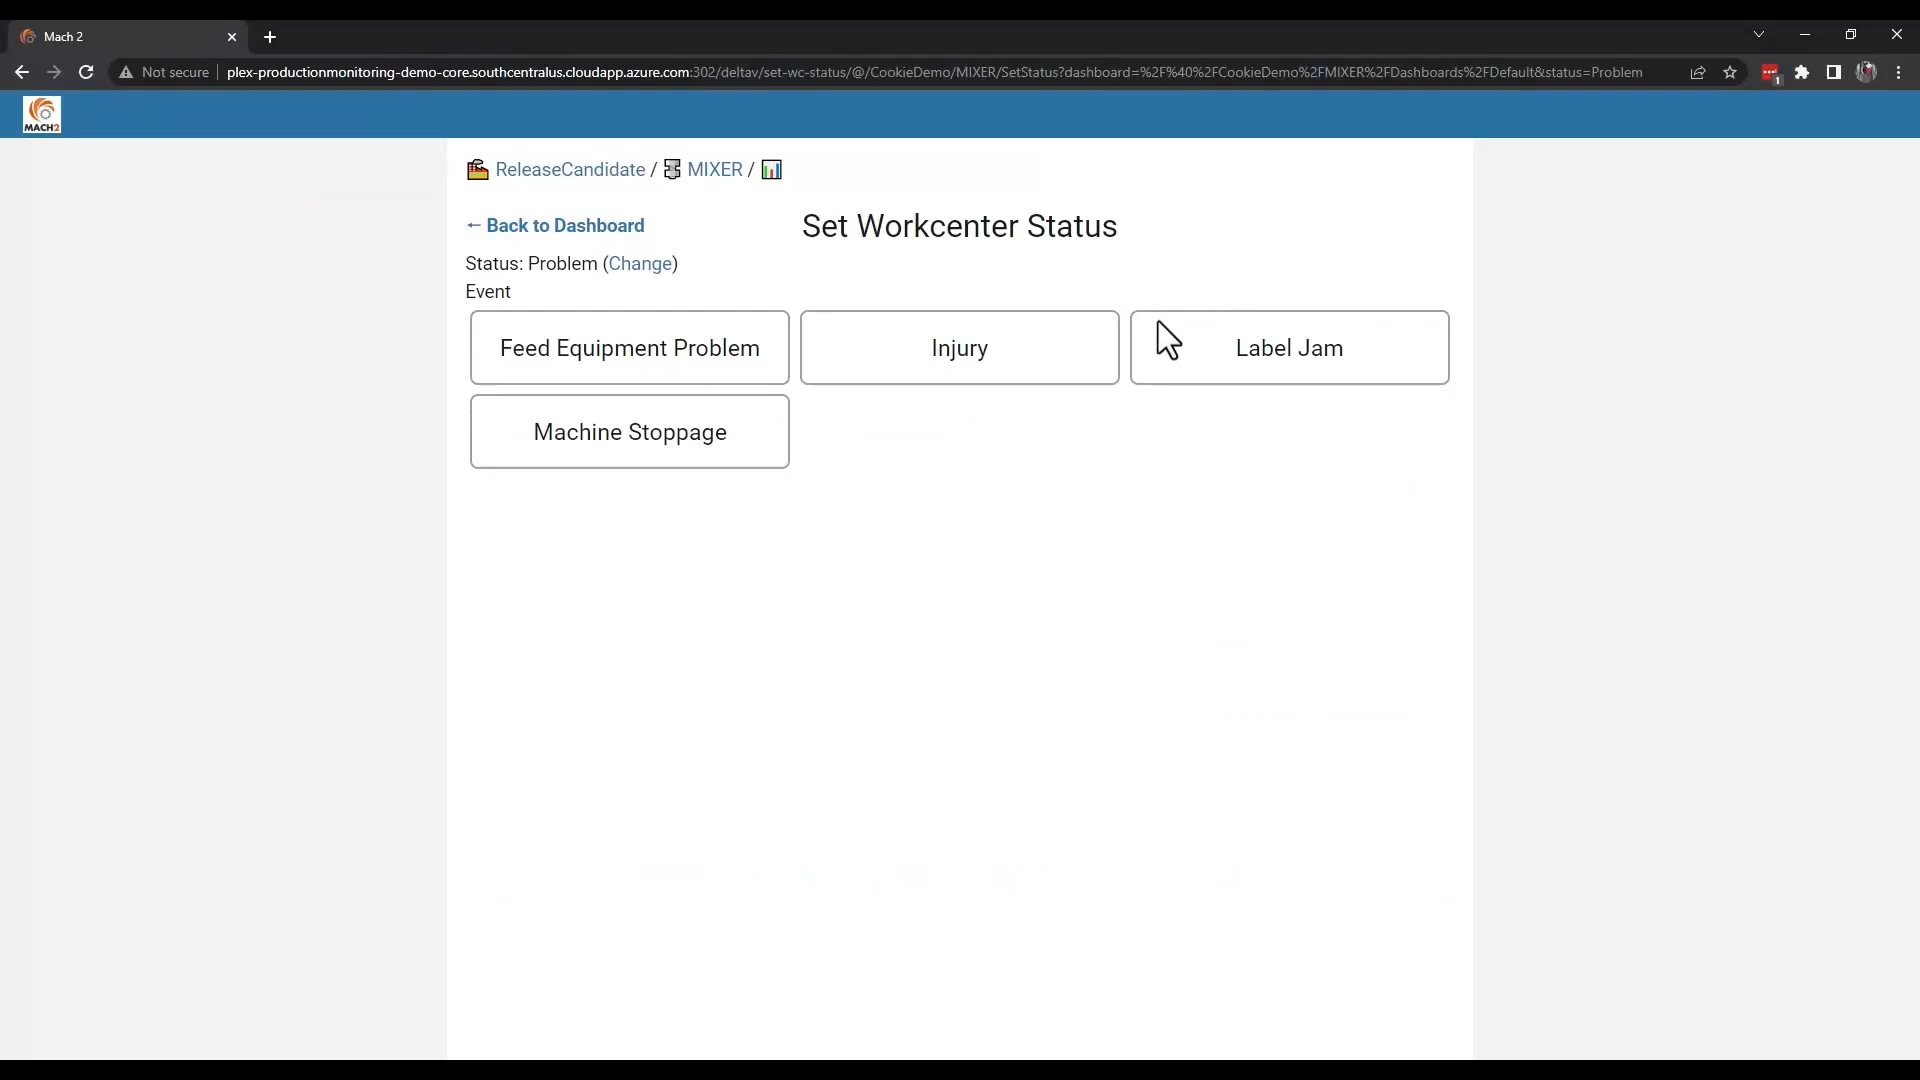 Mach 2
Not secure plex-productionmonitoring-demo-core.southcentralus.cloudapp.azure.com:302/deltav/set-wc-status/@/CookieDemo/MIXER/SetStatus?dashboard=%2F%40%2FCookieDemo%2FMIXER%2FDashboards%2FDefault&status=Problem
1
MACH2
ReleaseCandidate / MIXER /
← Back to Dashboard
Set Workcenter Status
Status: Problem (Change)
Event
Feed Equipment Problem
Injury
Label Jam
Machine Stoppage